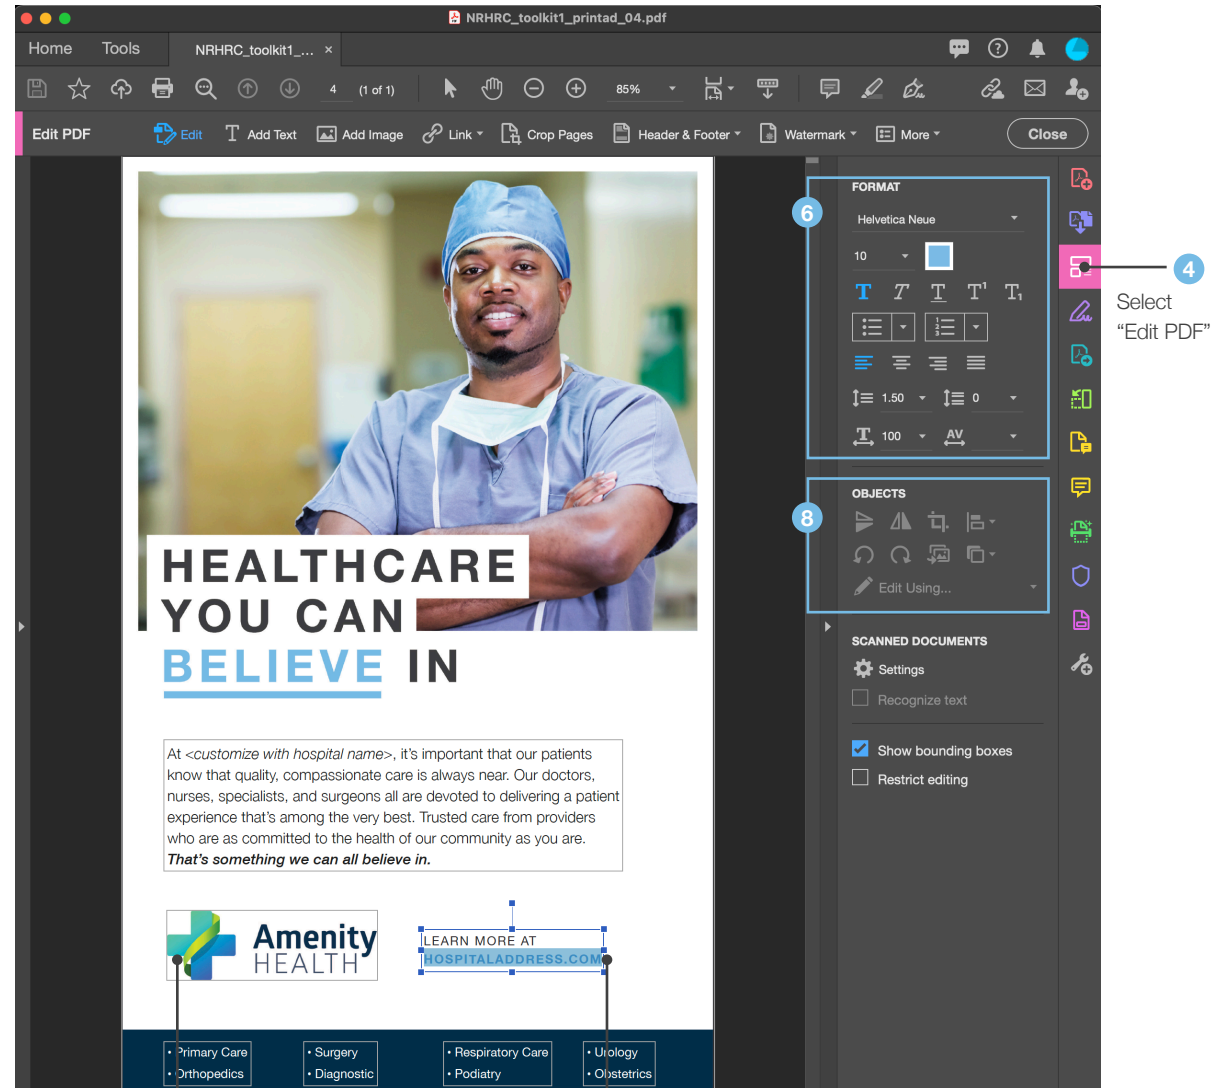 NRHRC_toolkit1_printad_04.pdf
Home Tools NRHRC_toolkit1_... ×
4 (1 of 1) 85%
Edit PDF Edit Add Text Add Image Link Crop Pages Header & Footer Watermark More Close
6
FORMAT
Helvetica Neue
10
T T T T¹ T₁
1.50 0
T 100 AV
4
Select
“Edit PDF”
8
OBJECTS
Edit Using...
SCANNED DOCUMENTS
Settings
Recognize text
Show bounding boxes
Restrict editing
HEALTHCARE
YOU CAN
BELIEVE IN
At <customize with hospital name>, it’s important that our patients
know that quality, compassionate care is always near. Our doctors,
nurses, specialists, and surgeons all are devoted to delivering a patient
experience that’s among the very best. Trusted care from providers
who are as committed to the health of our community as you are.
That’s something we can all believe in.
Amenity
HEALTH
LEARN MORE AT
HOSPITALADDRESS.COM
• Primary Care • Surgery • Respiratory Care • Urology
• Orthopedics • Diagnostic • Podiatry • Obstetrics